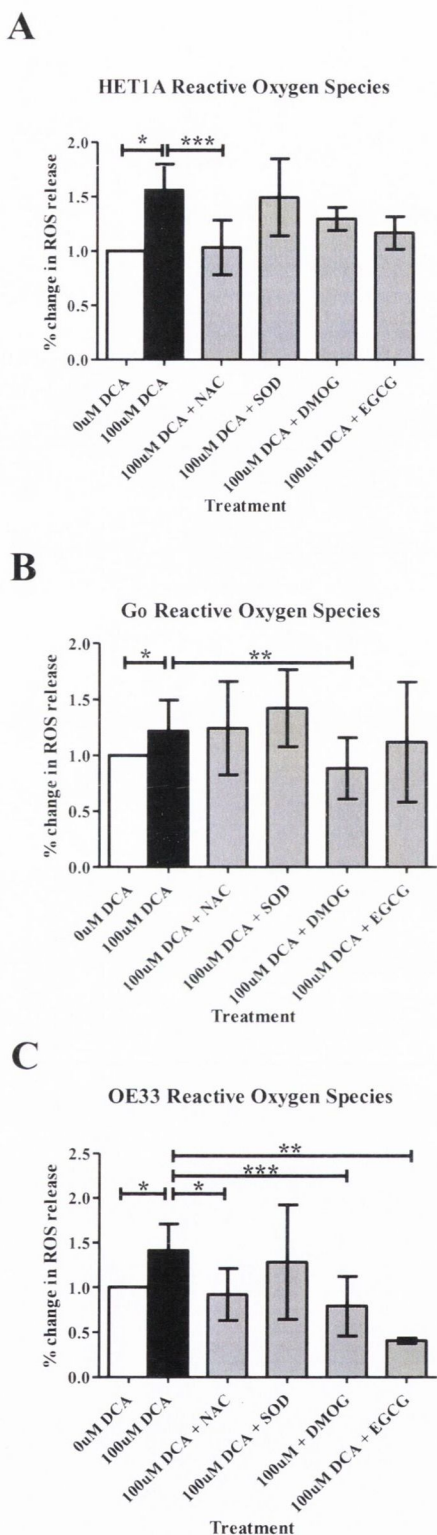 A
HET1A Reactive Oxygen Species
% change in ROS release
2.0
1.5
1.0
0.5
0.0
* ***
0uM DCA
100uM DCA
100uM DCA + NAC
100uM DCA + SOD
100uM DCA + DMOG
100uM DCA + EGCG
Treatment
B
Go Reactive Oxygen Species
% change in ROS release
2.0
1.5
1.0
0.5
0.0
* **
0uM DCA
100uM DCA
100uM DCA + NAC
100uM DCA + SOD
100uM DCA + DMOG
100uM DCA + EGCG
Treatment
C
OE33 Reactive Oxygen Species
% change in ROS release
2.5
2.0
1.5
1.0
0.5
0.0
**
***
* *
0uM DCA
100uM DCA
100uM DCA + NAC
100uM DCA + SOD
100uM + DMOG
100uM DCA + EGCG
Treatment